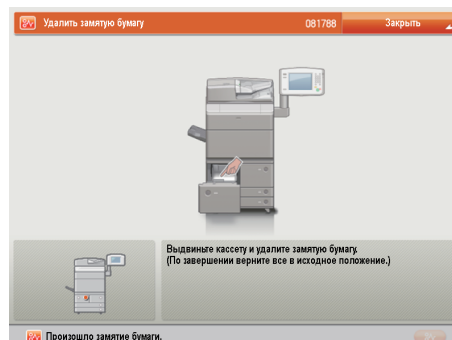 Удалить замятую бумагу 081788 Закрыть
Выдвиньте кассету и удалите замятую бумагу.
(По завершении верните все в исходное положение.)
Произошло замятие бумаги.